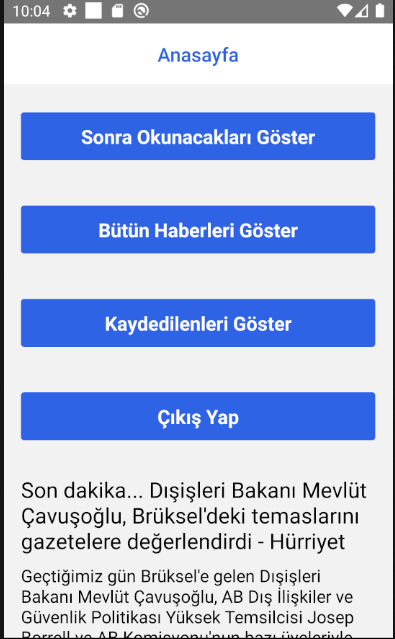 10:04
Anasayfa
Sonra Okunacakları Göster
Bütün Haberleri Göster
Kaydedilenleri Göster
Çıkış Yap
Son dakika... Dışişleri Bakanı Mevlüt
Çavuşoğlu, Brüksel'deki temaslarını
gazetelere değerlendirdi - Hürriyet
Geçtiğimiz gün Brüksel'e gelen Dışişleri
Bakanı Mevlüt Çavuşoğlu, AB Dış İlişkiler ve
Güvenlik Politikası Yüksek Temsilcisi Josep
Borrell ve AB Komisyonu'nun bazı üyeleriyle